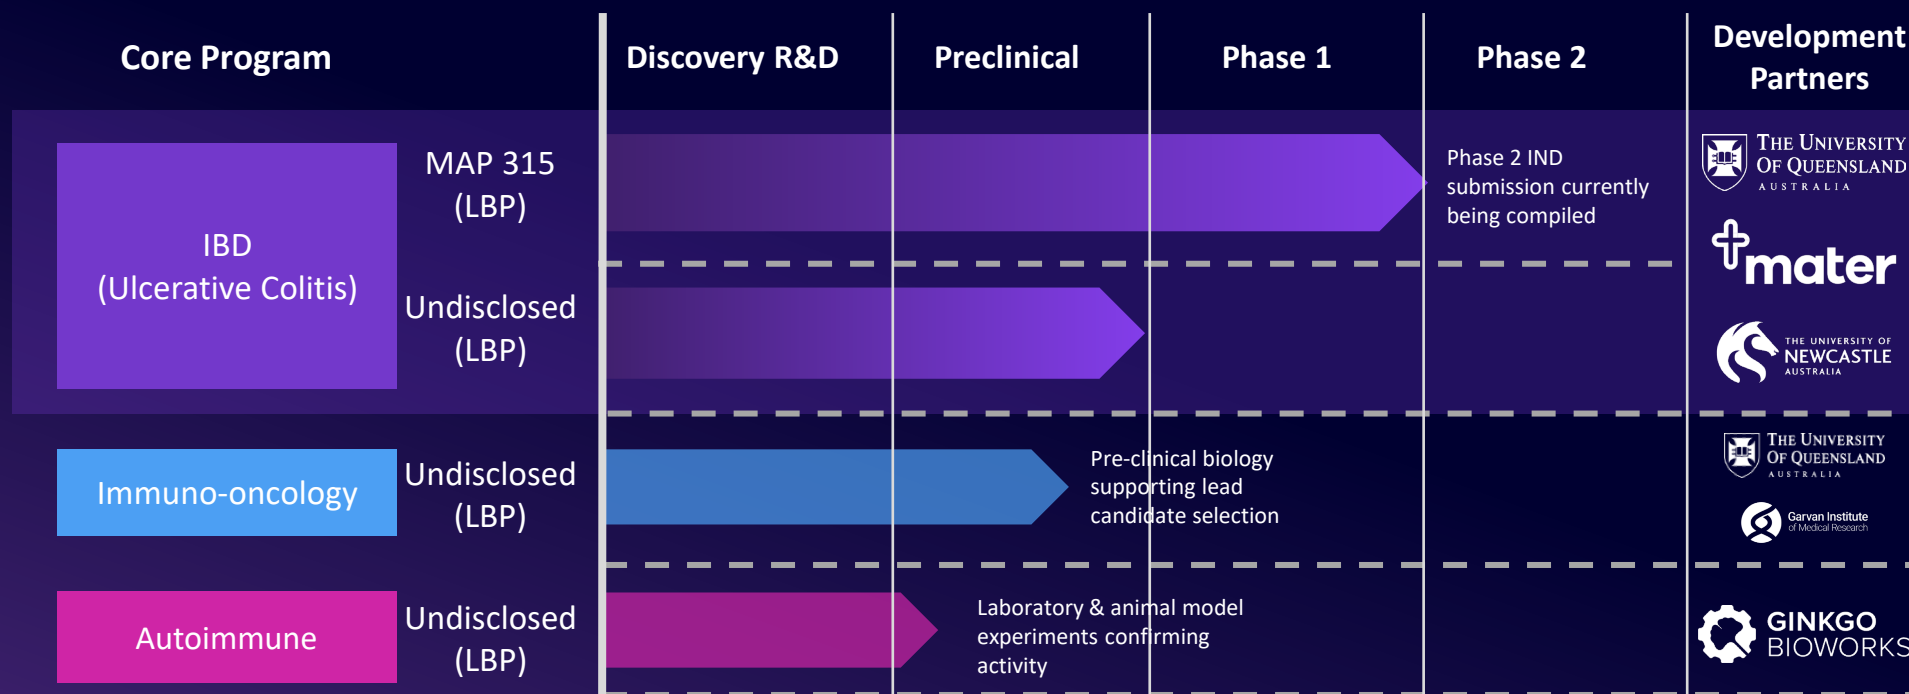 Core Program
Discovery R&D
Preclinical
Phase 1
Phase 2
Development
Partners
IBD
(Ulcerative Colitis)
MAP 315
(LBP)
Phase 2 IND
submission currently
being compiled
THE UNIVERSITY
OF QUEENSLAND
AUSTRALIA
mater
Undisclosed
(LBP)
THE UNIVERSITY OF
NEWCASTLE
AUSTRALIA
Immuno-oncology
Undisclosed
(LBP)
Pre-clinical biology
supporting lead
candidate selection
THE UNIVERSITY
OF QUEENSLAND
AUSTRALIA
Garvan Institute
of Medical Research
Autoimmune
Undisclosed
(LBP)
Laboratory & animal model
experiments confirming
activity
GINKGO
BIOWORKS